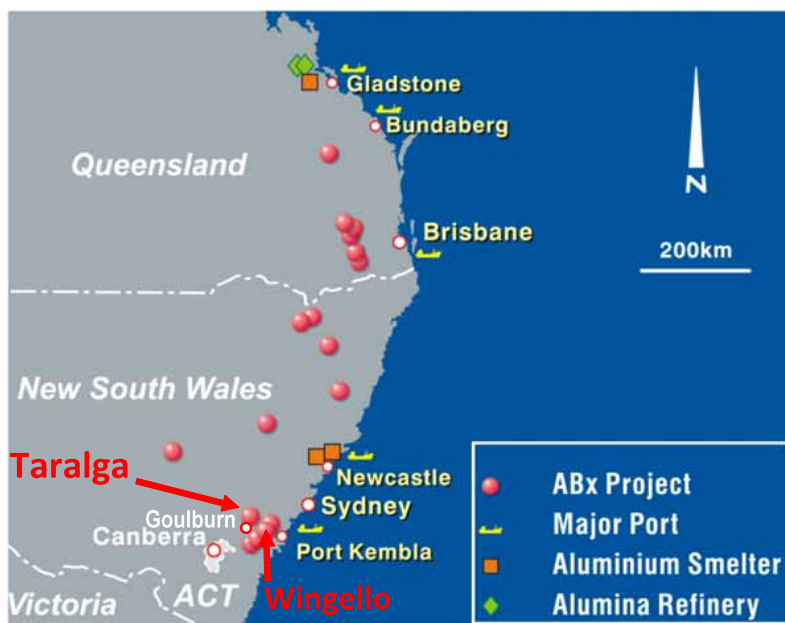 Gladstone
Bundaberg
Queensland
Brisbane
N
200km
New South Wales
Taralga
Newcastle
Sydney
Goulburn
Canberra
Port Kembla
ACT
Wingello
Victoria
ABx Project
Major Port
Aluminium Smelter
Alumina Refinery